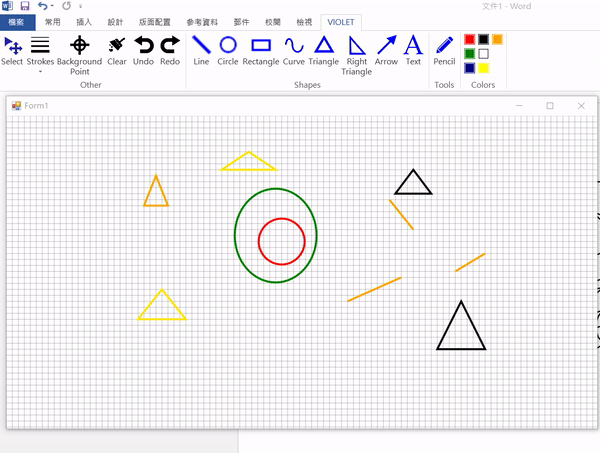 文件1 - Word
檔案 常用 插入 設計 版面配置 參考資料 郵件 校閱 檢視 VIOLET
Select Strokes Background Point Clear Undo Redo Line Circle Rectangle Curve Triangle Right Triangle Arrow Text Pencil
Other Shapes Tools Colors
Form1